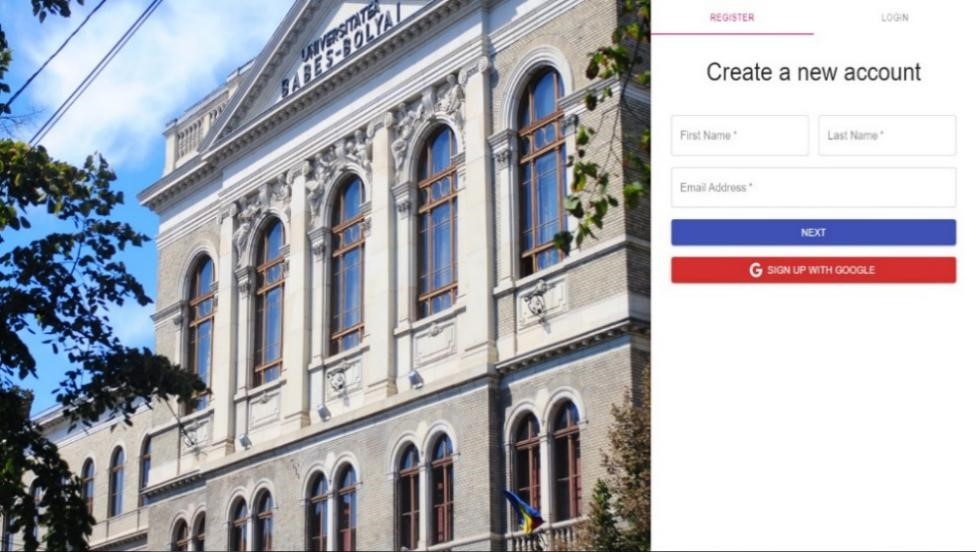 UNIVERSITATEA
BABEȘ-BOLYAI
REGISTER
LOGIN
Create a new account
First Name *
Last Name *
Email Address *
NEXT
G SIGN UP WITH GOOGLE